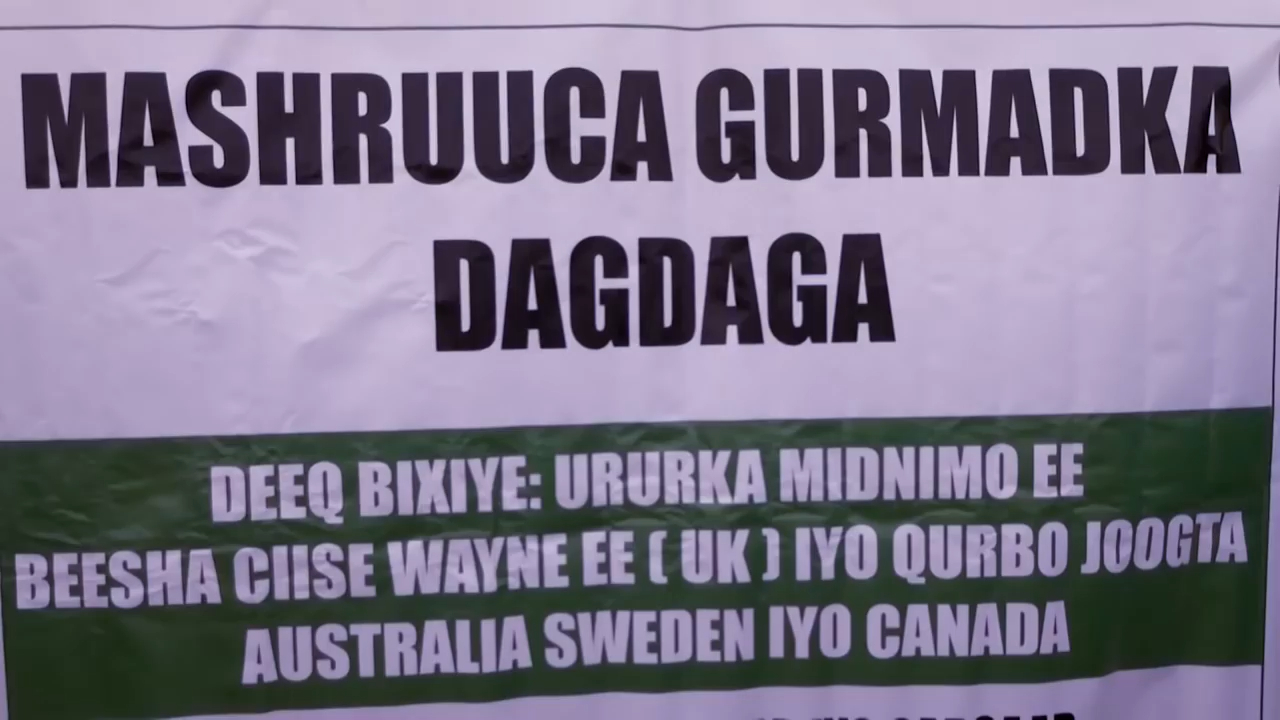 MASHRUUCA GURMADKA
DAGDAGA
DEEQ BIXIYE: URURKA MIDNIMO EE
BEESHA CIISE WAYNE EE ( UK ) IYO QURBO JOOGTA
AUSTRALIA SWEDEN IYO CANADA